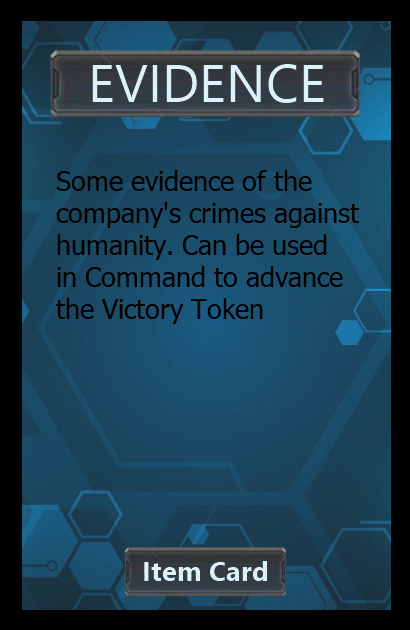 EVIDENCE
Some evidence of the
company's crimes against
humanity. Can be used
in Command to advance
the Victory Token
Item Card